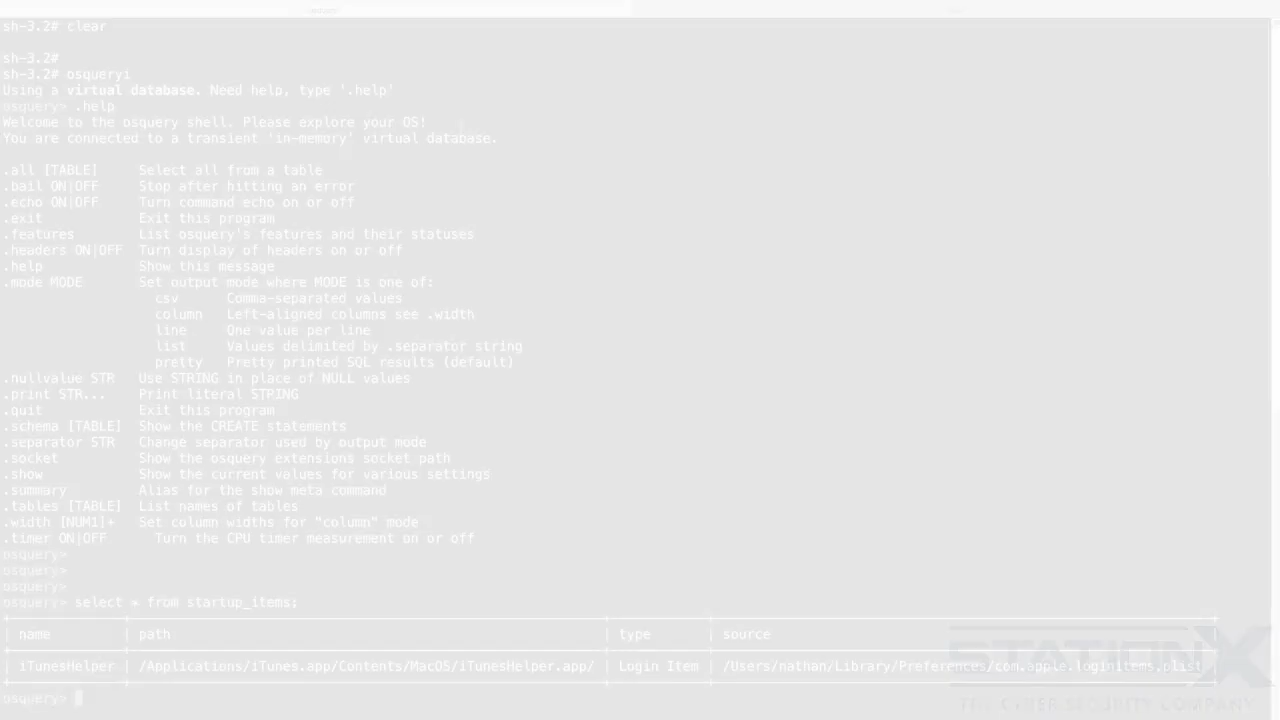 sh-3.2# clear
sh-3.2#
sh-3.2# osqueryi
Using a virtual database. Need help, type '.help'
osquery> .help
Welcome to the osquery shell. Please explore your OS!
You are connected to a transient 'in-memory' virtual database.
.all [TABLE] Select all from a table
.bail ON|OFF Stop after hitting an error
.echo ON|OFF Turn command echo on or off
.exit Exit this program
.features List osquery's features and their statuses
.headers ON|OFF Turn display of headers on or off
.help Show this message
.mode MODE Set output mode where MODE is one of:
csv Comma-separated values
column Left-aligned columns see .width
line One value per line
list Values delimited by .separator string
pretty Pretty printed SQL results (default)
.nullvalue STR Use STRING in place of NULL values
.print STR... Print literal STRING
.quit Exit this program
.schema [TABLE] Show the CREATE statements
.separator STR Change separator used by output mode
.socket Show the osquery extensions socket path
.show Show the current values for various settings
.summary Alias for the show meta command
.tables [TABLE] List names of tables
.width [NUM1]+ Set column widths for "column" mode
.timer ON|OFF Turn the CPU timer measurement on or off
osquery>
osquery>
osquery>
osquery> select * from startup_items;
| name | path | type | source |
| iTunesHelper | /Applications/iTunes.app/Contents/MacOS/iTunesHelper.app/ | Login Item | /Users/nathan/Library/Preferences/com.apple.loginitems.plist |
osquery>
STATIONX
THE CYBER SECURITY COMPANY